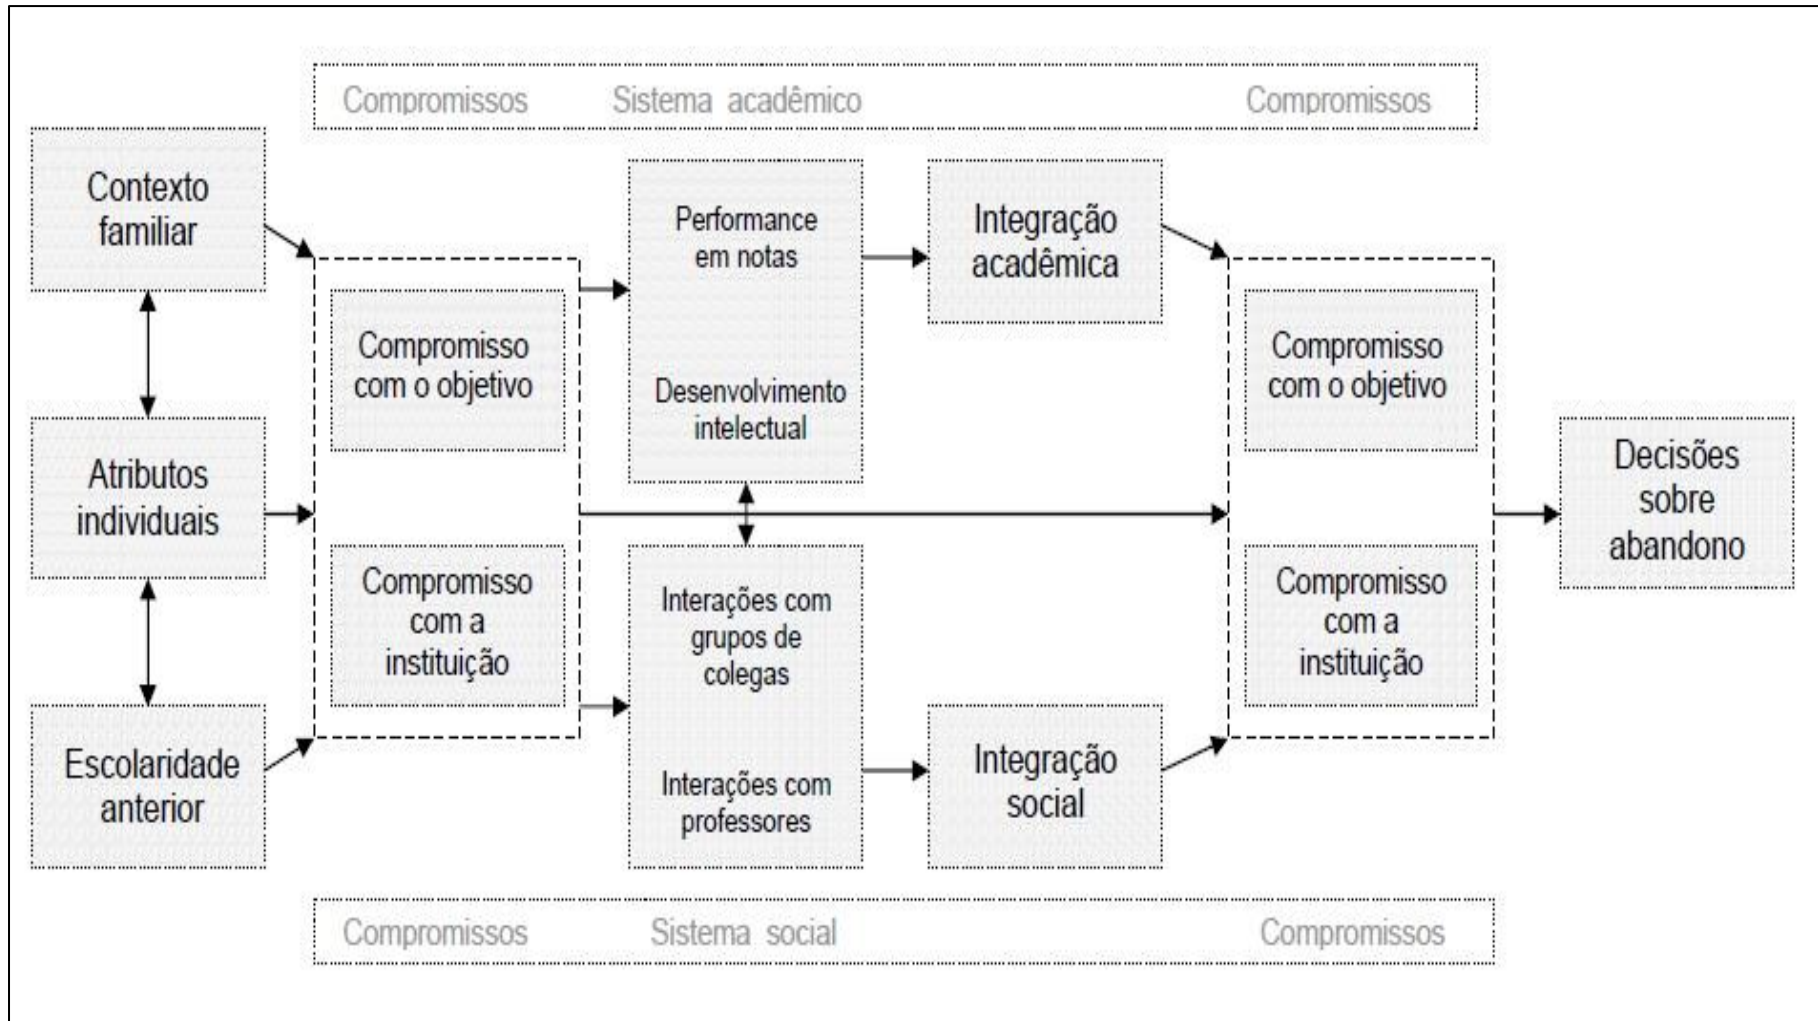 Compromissos Sistema acadêmico Compromissos
Contexto
familiar
Atributos
individuais
Escolaridade
anterior
Compromisso
com o objetivo
Compromisso
com a
instituição
Performance
em notas
Desenvolvimento
intelectual
Interações com
grupos de
colegas
Interações com
professores
Integração
acadêmica
Integração
social
Compromisso
com o objetivo
Compromisso
com a
instituição
Decisões
sobre
abandono
Compromissos Sistema social Compromissos